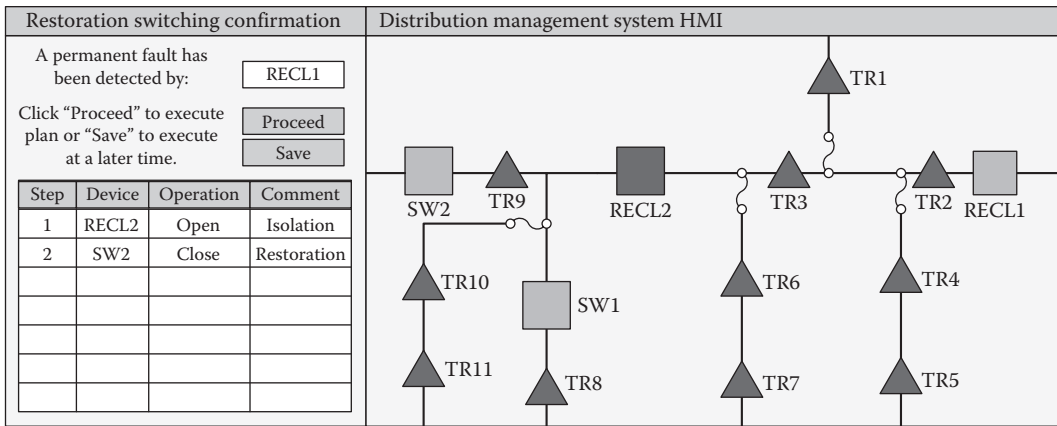 Restoration switching confirmation
A permanent fault has
been detected by:
RECL1
Click “Proceed” to execute
plan or “Save” to execute
at a later time.
Proceed
Save
Step Device Operation Comment
1 RECL2 Open Isolation
2 SW2 Close Restoration
Distribution management system HMI
TR1
SW2
TR9
RECL2
TR3
TR2
RECL1
TR10
SW1
TR6
TR4
TR11
TR8
TR7
TR5